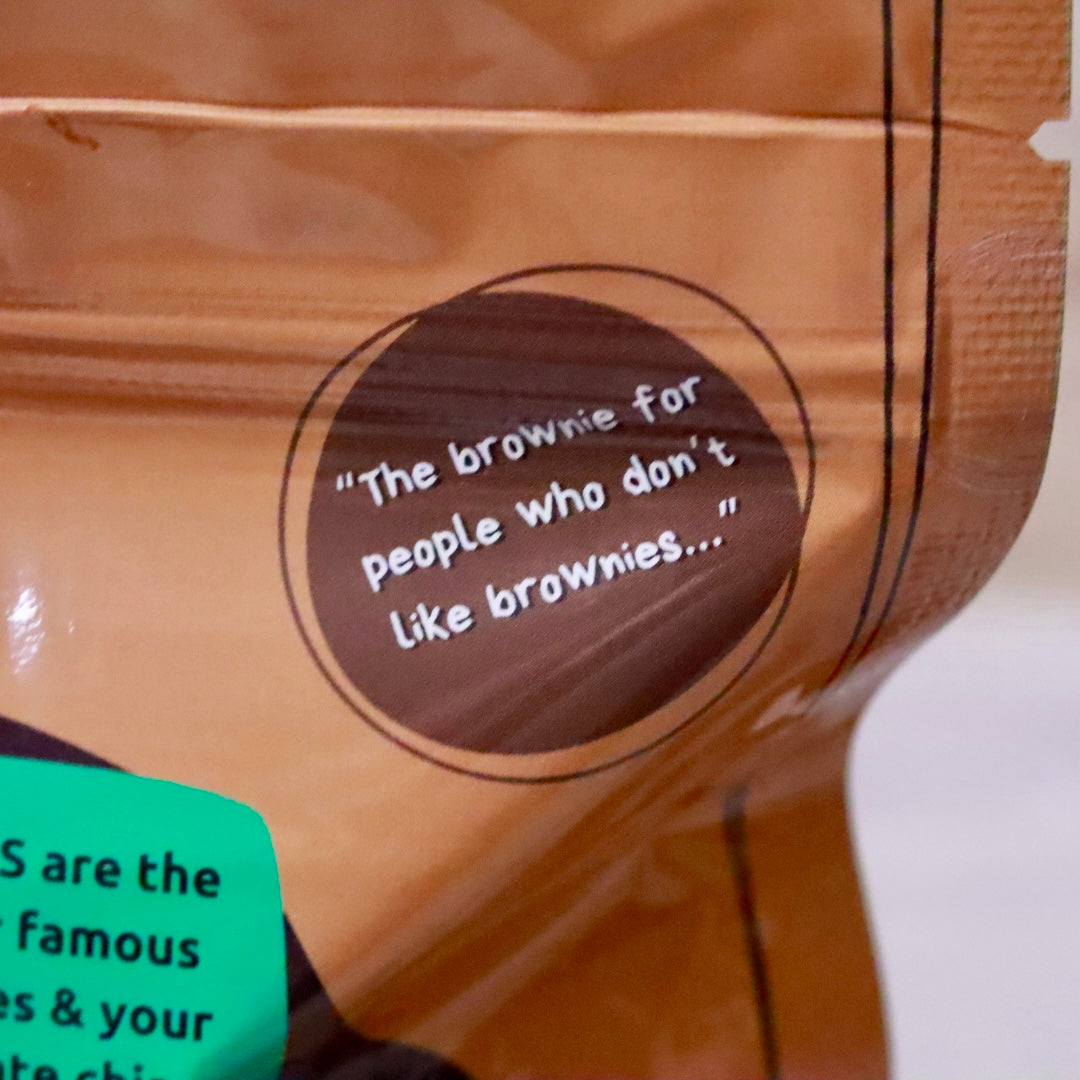 “The brownie for
people who don't
like brownies...”
S are the
famous
es & your